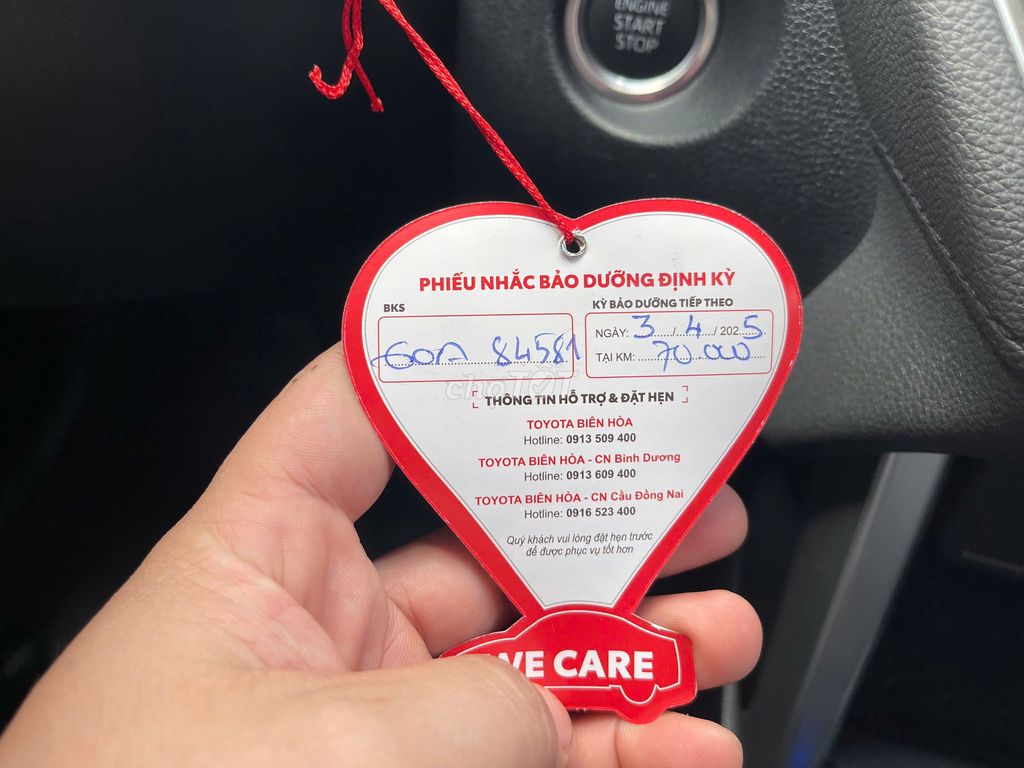 ENGINE
START
STOP
PHIẾU NHẮC BẢO DƯỠNG ĐỊNH KỲ
BKS
60A 84581
KỲ BẢO DƯỠNG TIẾP THEO
NGÀY: 3 / 4 / 2025
TẠI KM: 70.000
chợTỐT
THÔNG TIN HỖ TRỢ & ĐẶT HẸN
TOYOTA BIÊN HÒA
Hotline: 0913 509 400
TOYOTA BIÊN HÒA - CN Bình Dương
Hotline: 0913 609 400
TOYOTA BIÊN HÒA - CN Cầu Đồng Nai
Hotline: 0916 523 400
Quý khách vui lòng đặt hẹn trước
để được phục vụ tốt hơn
WE CARE